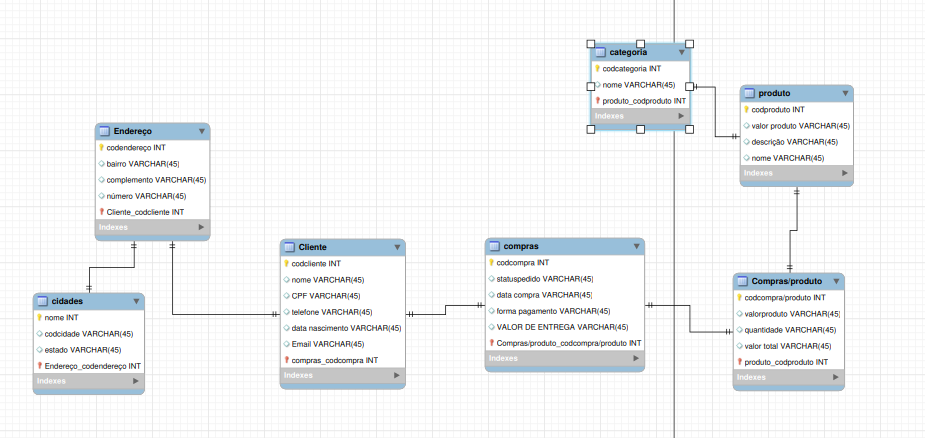 categoria
codcategoria INT
nome VARCHAR(45)
produto_codproduto INT
Indexes
produto
codproduto INT
valor produto VARCHAR(45)
descrição VARCHAR(45)
nome VARCHAR(45)
Indexes
Endereço
codendereço INT
bairro VARCHAR(45)
complemento VARCHAR(45)
número VARCHAR(45)
Cliente_codcliente INT
Indexes
cidades
nome INT
codcidade VARCHAR(45)
estado VARCHAR(45)
Endereço_codendereço INT
Indexes
Cliente
codcliente INT
nome VARCHAR(45)
CPF VARCHAR(45)
telefone VARCHAR(45)
data nascimento VARCHAR(45)
Email VARCHAR(45)
compras_codcompra INT
Indexes
compras
codcompra INT
statuspedido VARCHAR(45)
data compra VARCHAR(45)
forma pagamento VARCHAR(45)
VALOR DE ENTREGA VARCHAR(45)
Compras/produto_codcompra/produto INT
Indexes
Compras/produto
codcompra/produto INT
valorproduto VARCHAR(45)
quantidade VARCHAR(45)
valor total VARCHAR(45)
produto_codproduto INT
Indexes